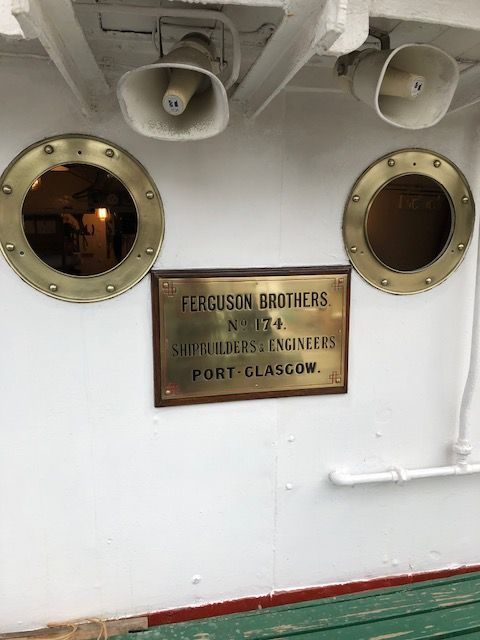 FERGUSON BROTHERS.
No 174.
SHIPBUILDERS & ENGINEERS
PORT-GLASGOW.